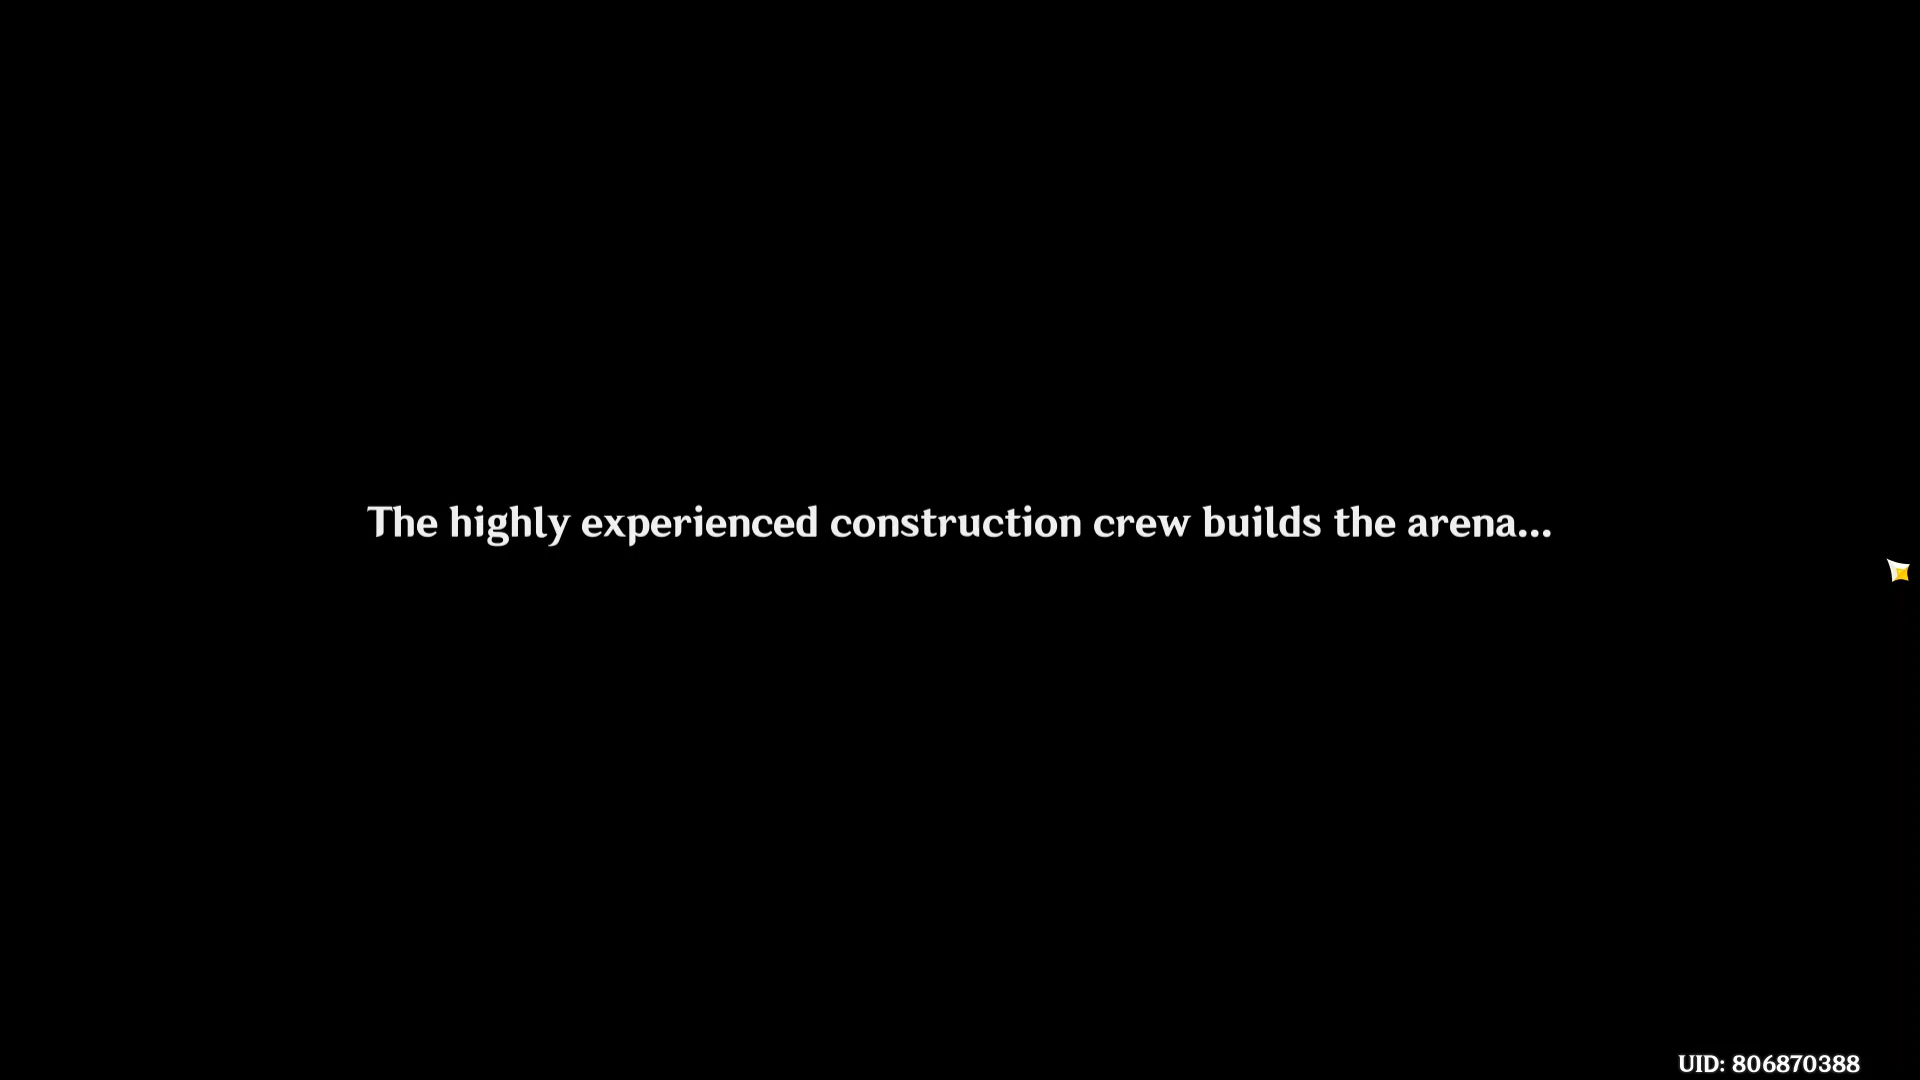 The highly experienced construction crew builds the arena...
UID: 806870388